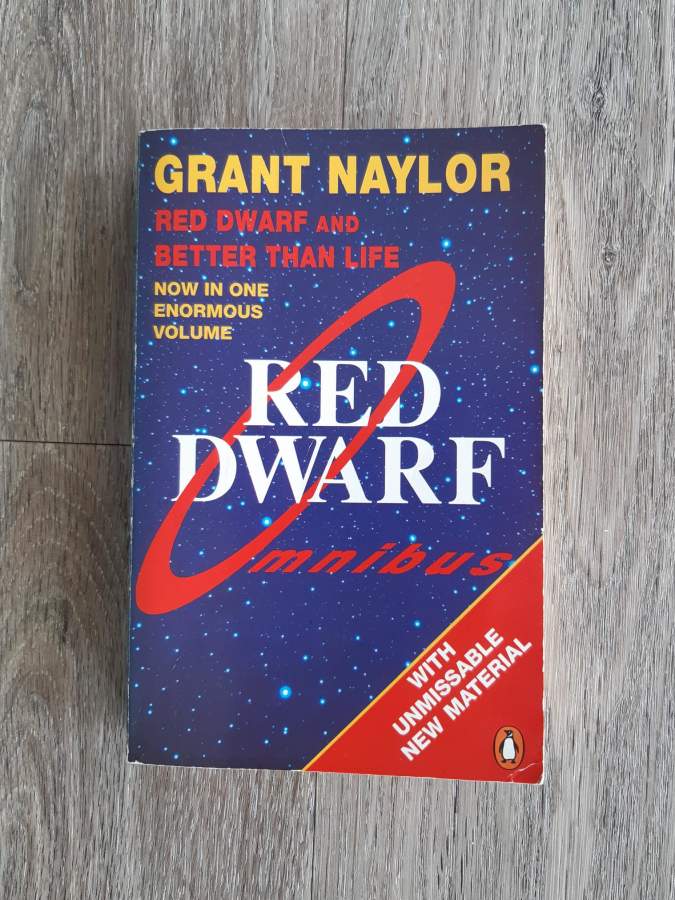 GRANT NAYLOR
RED DWARF AND
BETTER THAN LIFE
NOW IN ONE
ENORMOUS
VOLUME
RED
DWARF
Omnibus
WITH
UNMISSABLE
NEW MATERIAL